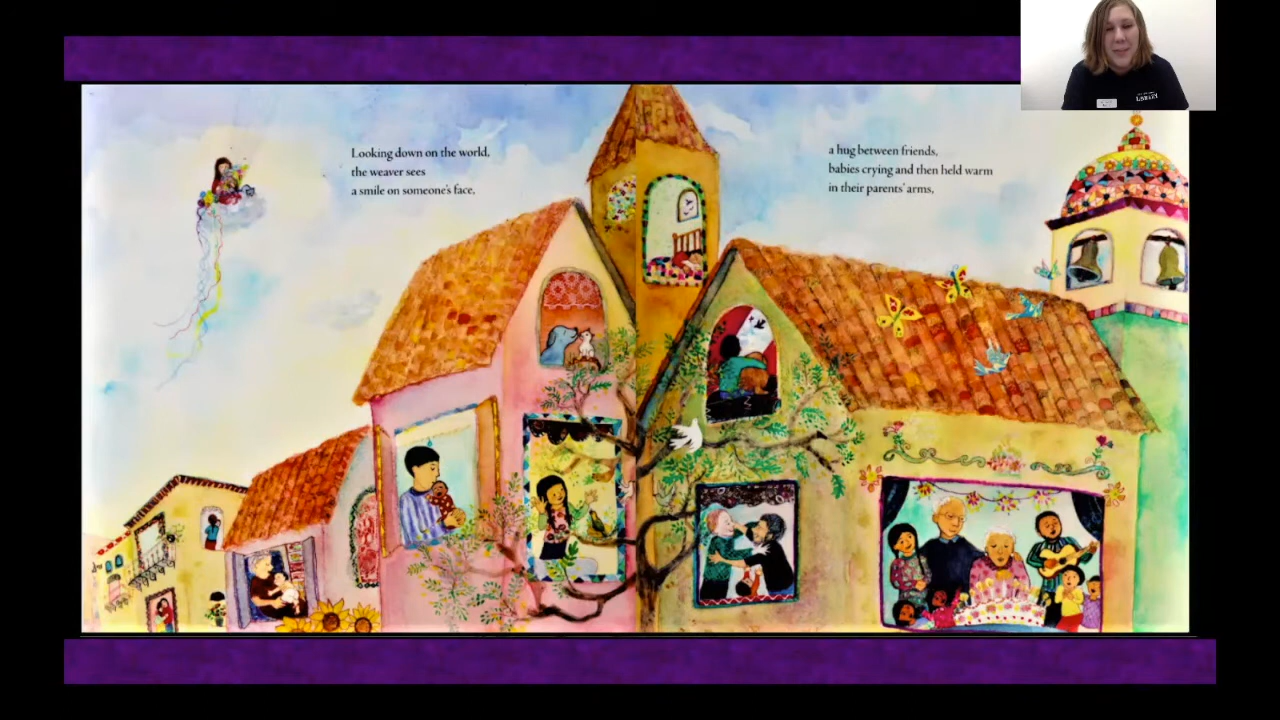 Looking down on the world,
the weaver sees
a smile on someone's face,
a hug between friends,
babies crying and then held warm
in their parents' arms,
LIBRARY